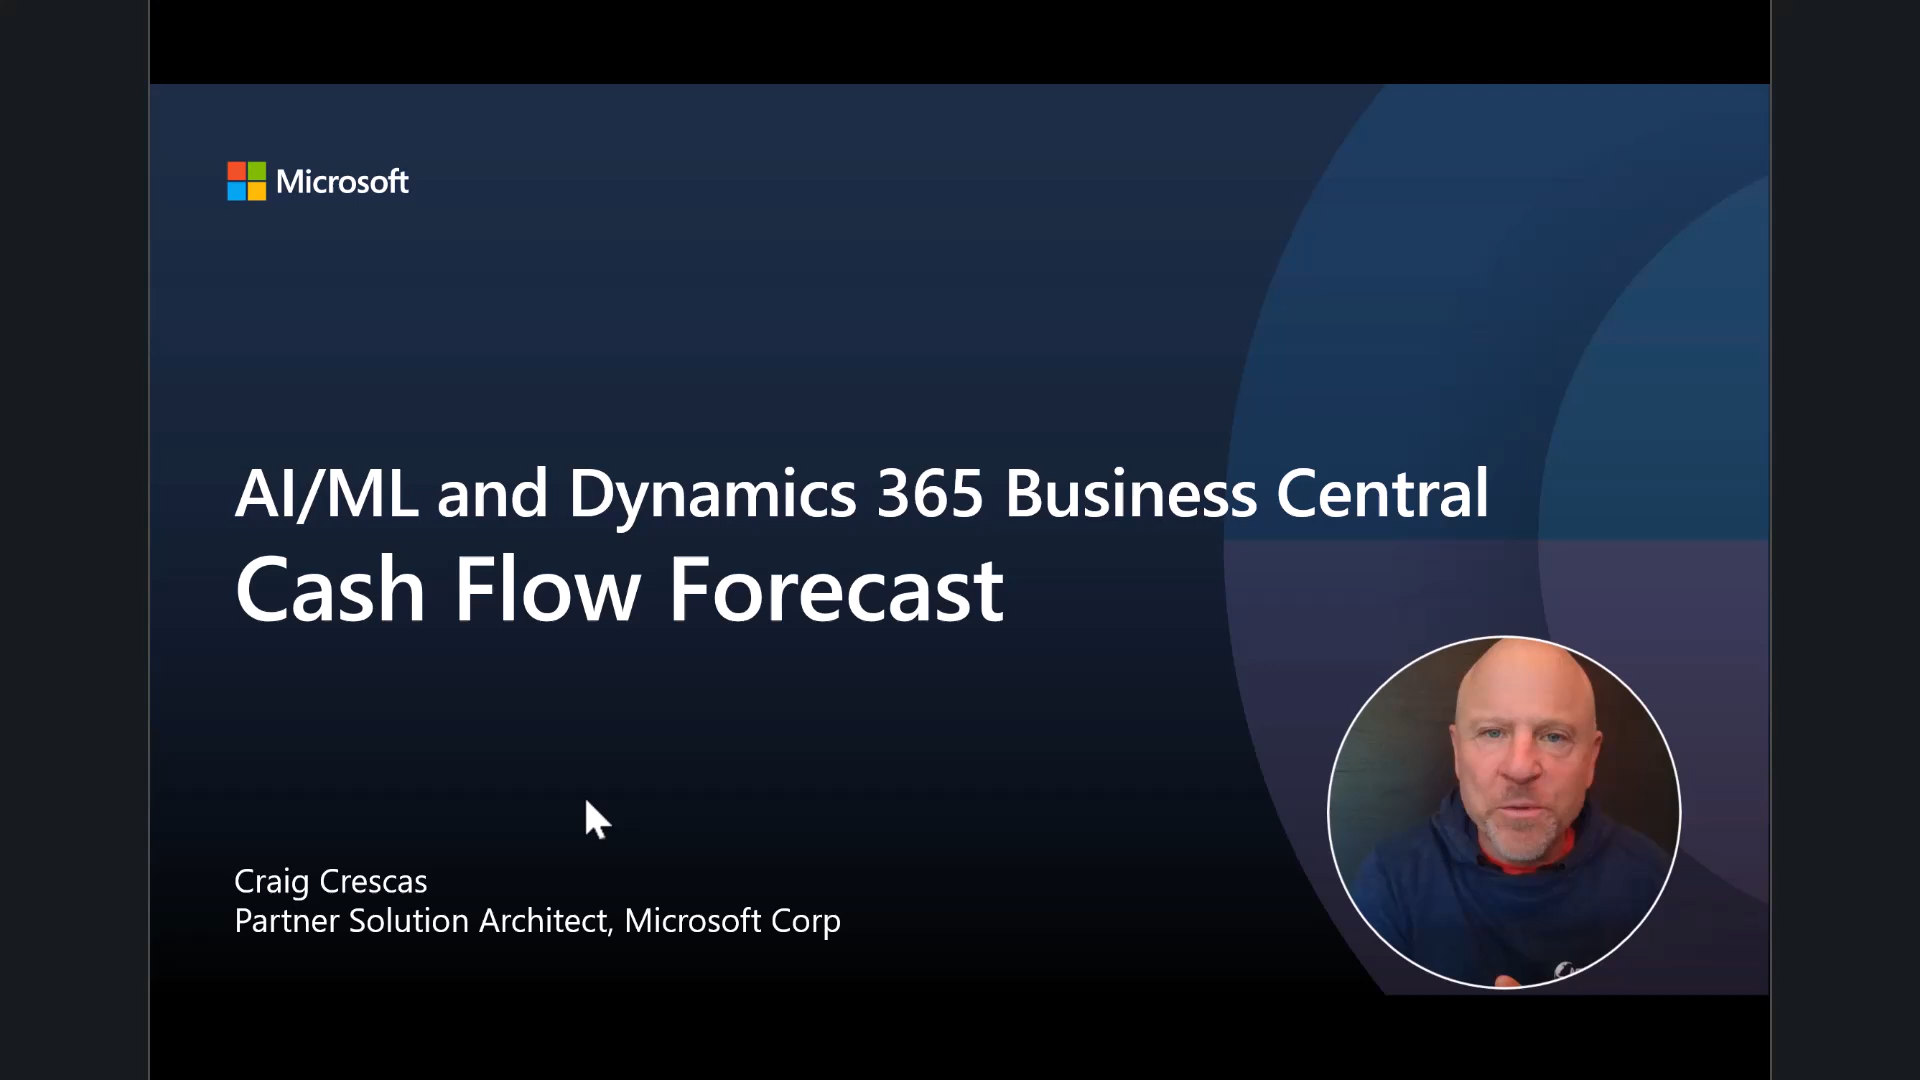 Microsoft
AI/ML and Dynamics 365 Business Central
Cash Flow Forecast
Craig Crescas
Partner Solution Architect, Microsoft Corp